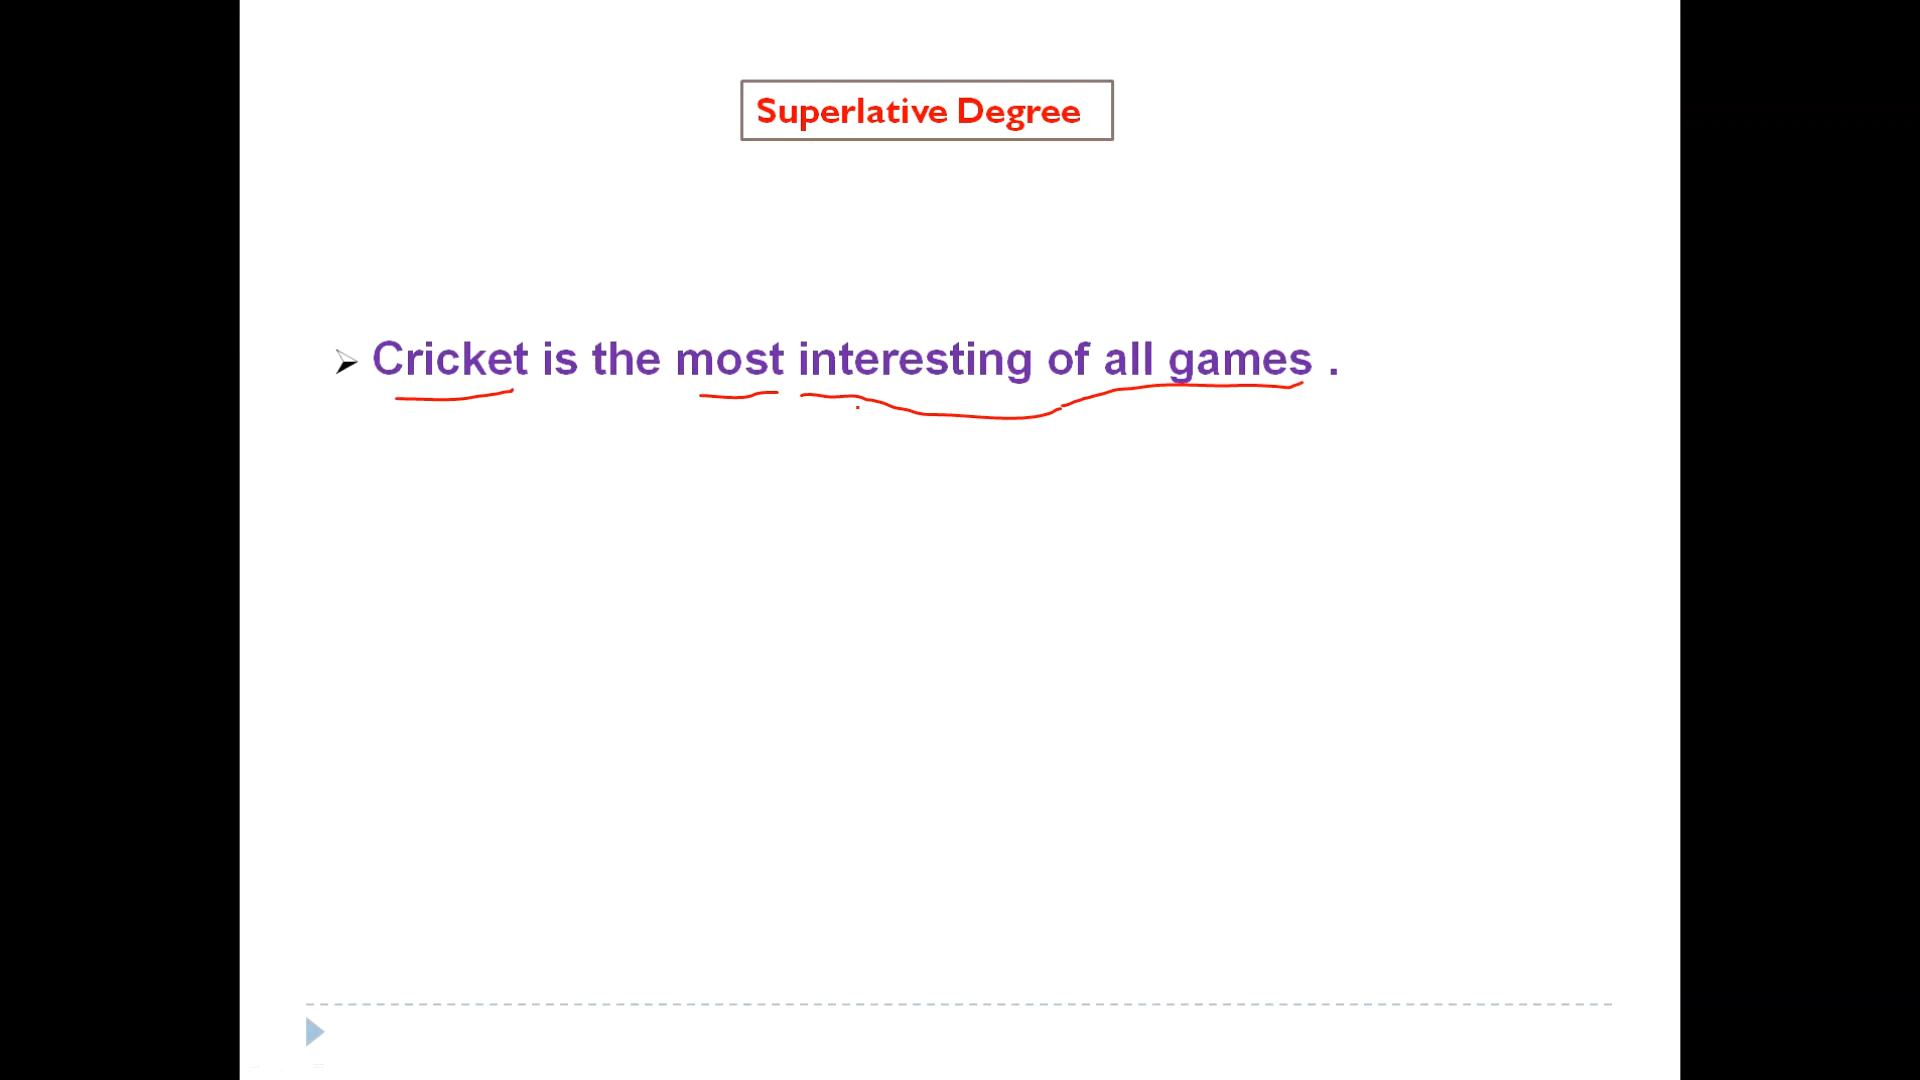 Superlative Degree
Cricket is the most interesting of all games .